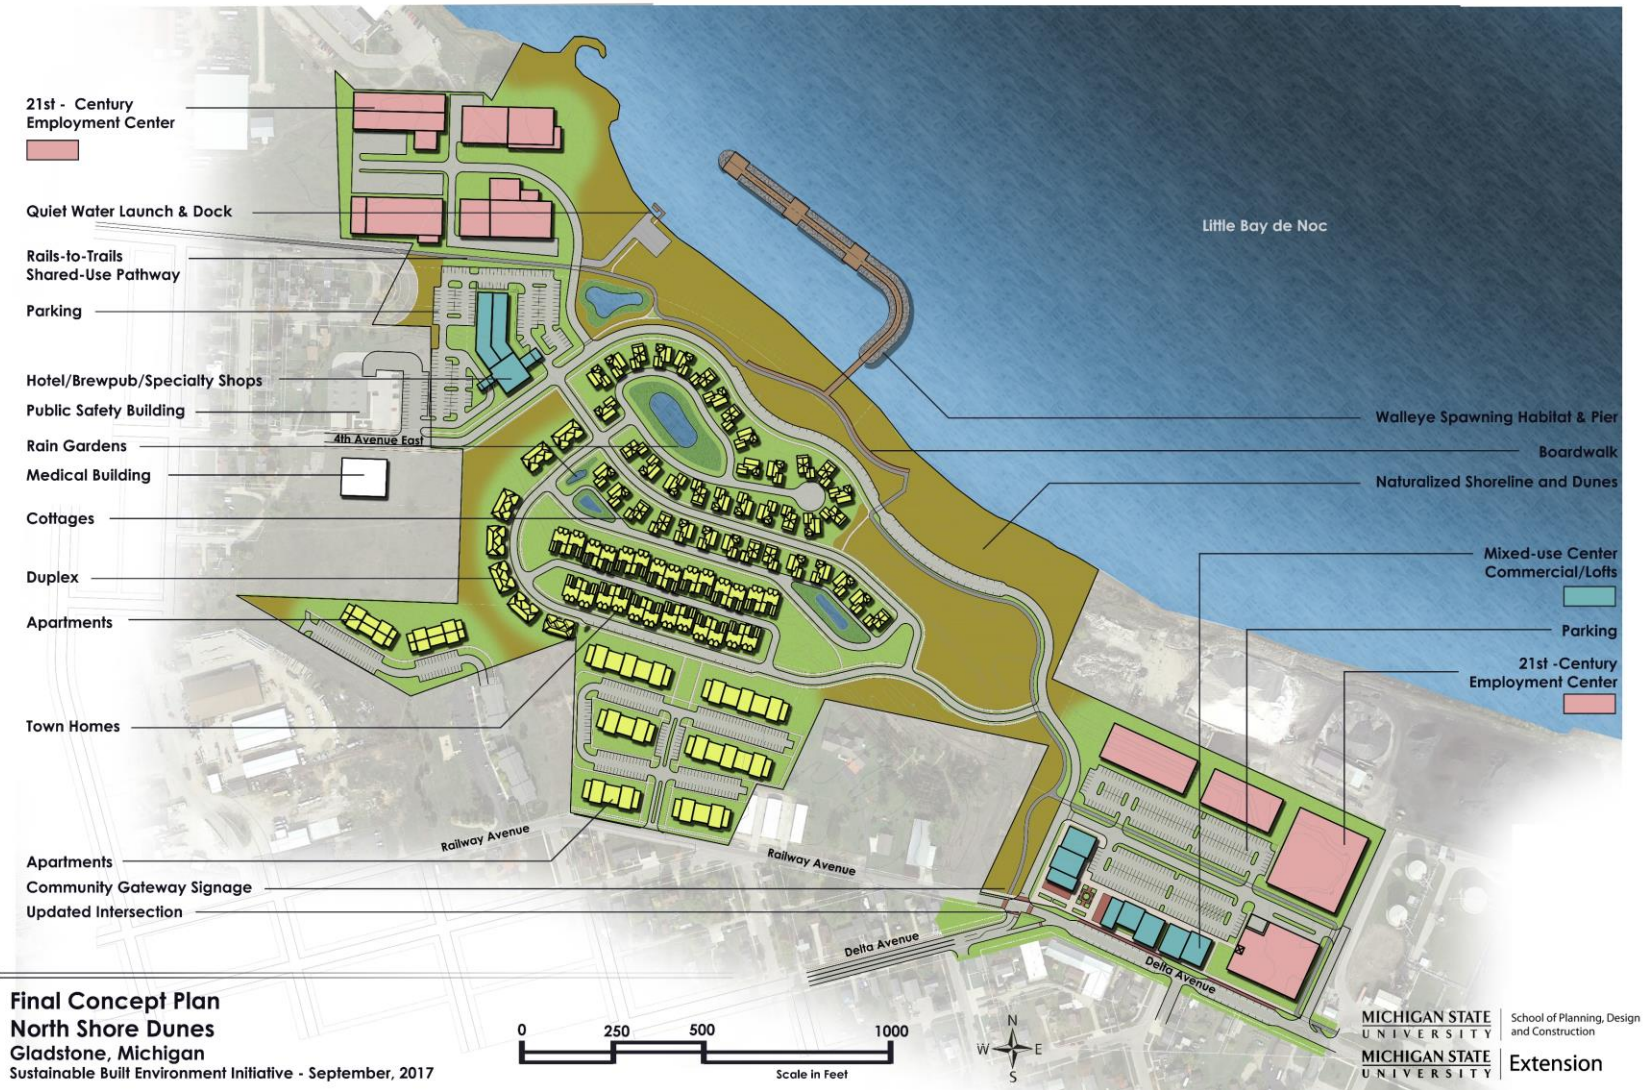 21st - Century
Employment Center
Quiet Water Launch & Dock
Rails-to-Trails
Shared-Use Pathway
Parking
Hotel/Brewpub/Specialty Shops
Public Safety Building
4th Avenue East
Rain Gardens
Medical Building
Cottages
Duplex
Apartments
Town Homes
Railway Avenue
Railway Avenue
Apartments
Community Gateway Signage
Updated Intersection
Delta Avenue
Delta Avenue
Little Bay de Noc
Walleye Spawning Habitat & Pier
Boardwalk
Naturalized Shoreline and Dunes
Mixed-use Center
Commercial/Lofts
Parking
21st -Century
Employment Center
Final Concept Plan
North Shore Dunes
Gladstone, Michigan
Sustainable Built Environment Initiative - September, 2017
0 250 500 1000
Scale in Feet
N
W E
S
MICHIGAN STATE
UNIVERSITY
School of Planning, Design
and Construction
MICHIGAN STATE
UNIVERSITY
Extension